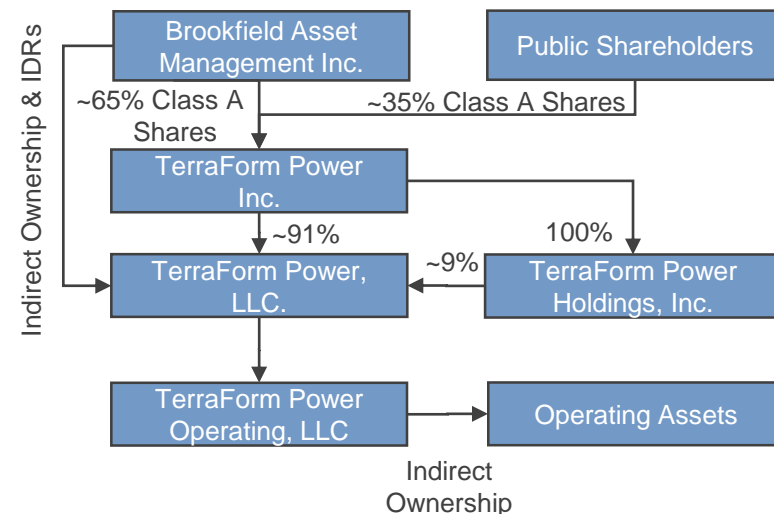 Brookfield Asset
Management Inc.
Public Shareholders
Indirect Ownership & IDRs
~65% Class A
Shares
~35% Class A Shares
TerraForm Power
Inc.
~91%
100%
TerraForm Power,
LLC.
~9%
TerraForm Power
Holdings, Inc.
TerraForm Power
Operating, LLC
Operating Assets
Indirect
Ownership